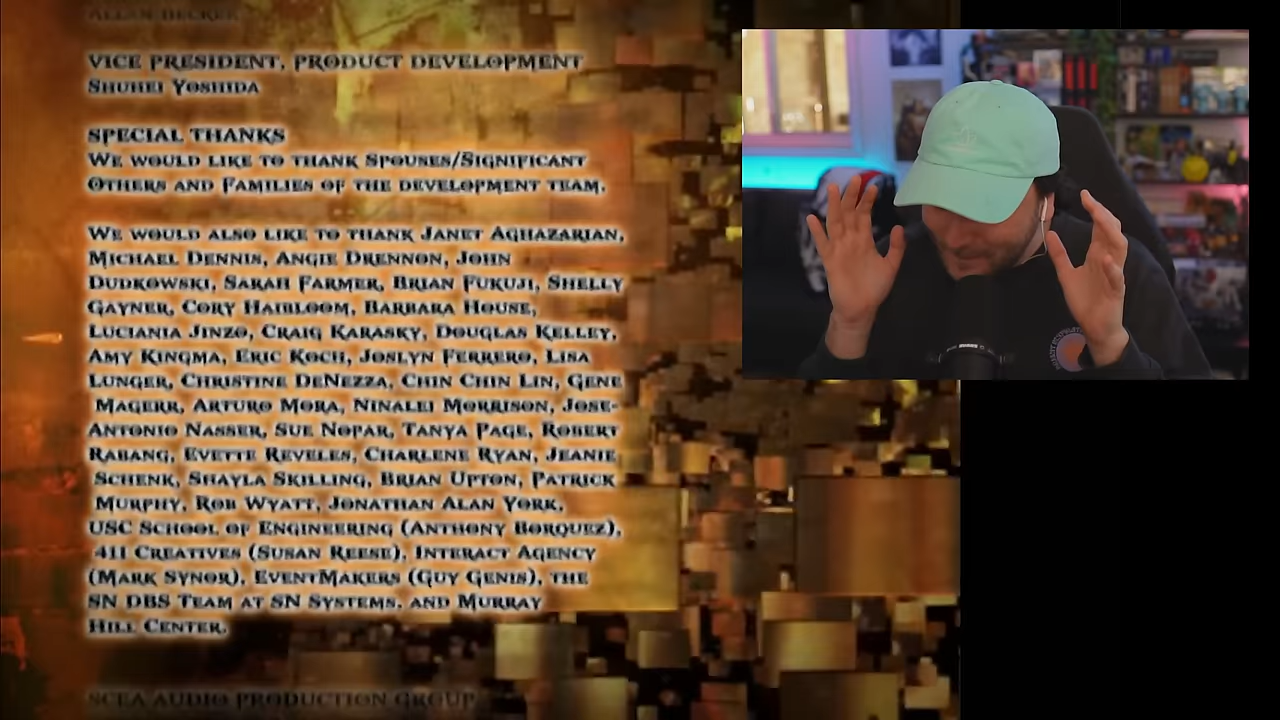 ALLAN BECKER
VICE PRESIDENT, PRODUCT DEVELOPMENT
SHUHEI YOSHIDA
SPECIAL THANKS
WE WOULD LIKE TO THANK SPOUSES/SIGNIFICANT
OTHERS AND FAMILIES OF THE DEVELOPMENT TEAM.
WE WOULD ALSO LIKE TO THANK JANET AGHAZARIAN,
MICHAEL DENNIS, ANGIE DRENNON, JOHN
DUDKOWSKI, SARAH FARMER, BRIAN FUKUJI, SHELLY
GAYNER, CORY HAIRLOOM, BARBARA HOUSE,
LUCIANIA JINZO, CRAIG KARASKY, DOUGLAS KELLEY,
AMY KINGMA, ERIC KOCH, JOSLYN FERRERO, LISA
LUNGER, CHRISTINE DENEZZA, CHIN CHIN LIN, GENE
MAGERR, ARTURO MORA, NINALEI MORRISON, JOSE-
ANTONIO NASSER, SUE NOPAR, TANYA PAGE, ROBERT
RABANG, EVETTE REVELES, CHARLENE RYAN, JEANIE
SCHENK, SHAYLA SKILLING, BRIAN UPTON, PATRICK
MURPHY, ROB WYATT, JONATHAN ALAN YORK,
USC SCHOOL OF ENGINEERING (ANTHONY BORQUEZ),
411 CREATIVES (SUSAN REESE), INTERACT AGENCY
(MARK SYNOR), EVENTMAKERS (GUY GENIS), THE
SN DBS TEAM AT SN SYSTEMS, AND MURRAY
HILL CENTER.
SCEA AUDIO PRODUCTION GROUP